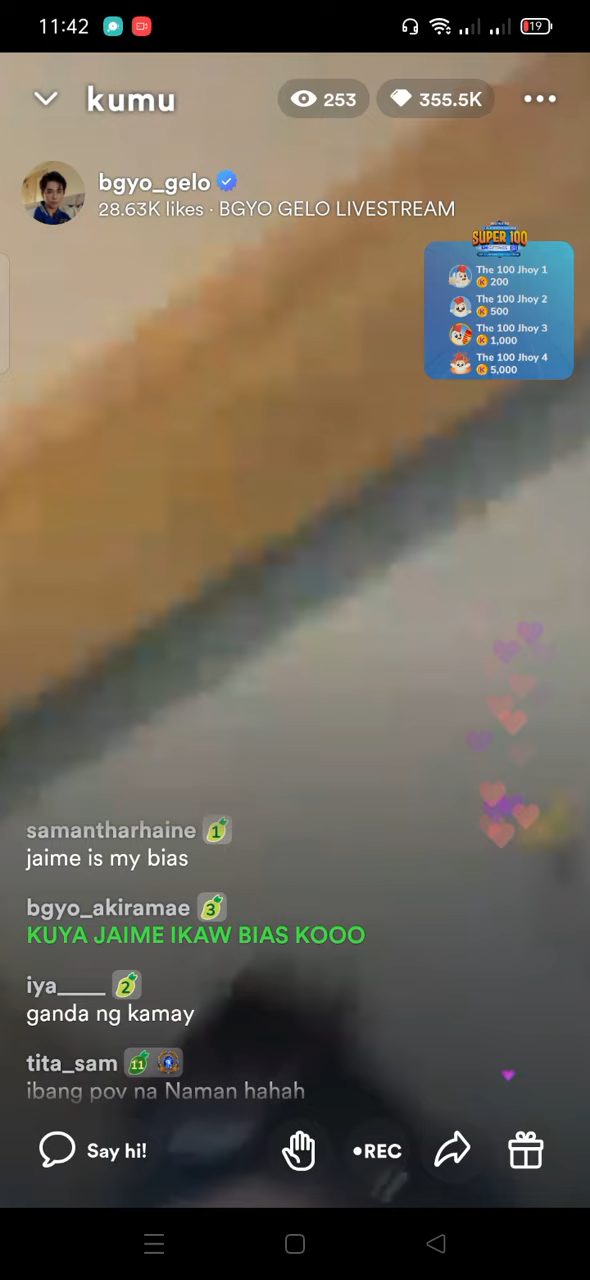 11:42
19
kumu
253
355.5K
bgyo_gelo
28.63K likes · BGYO GELO LIVESTREAM
SUPER 100
The 100 Jhoy 1
K 200
The 100 Jhoy 2
K 500
The 100 Jhoy 3
K 1,000
The 100 Jhoy 4
K 5,000
samantharhaine 1
jaime is my bias
bgyo_akiramae 3
KUYA JAIME IKAW BIAS KOOO
iya____ 2
ganda ng kamay
tita_sam 11
ibang pov na Naman hahah
Say hi!
•REC